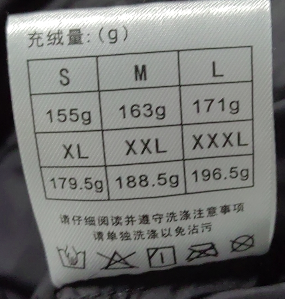 充绒量:(g)
S M L
155g 163g 171g
XL XXL XXXL
179.5g 188.5g 196.5g
请仔细阅读并遵守洗涤注意事项
请单独洗涤以免沾污